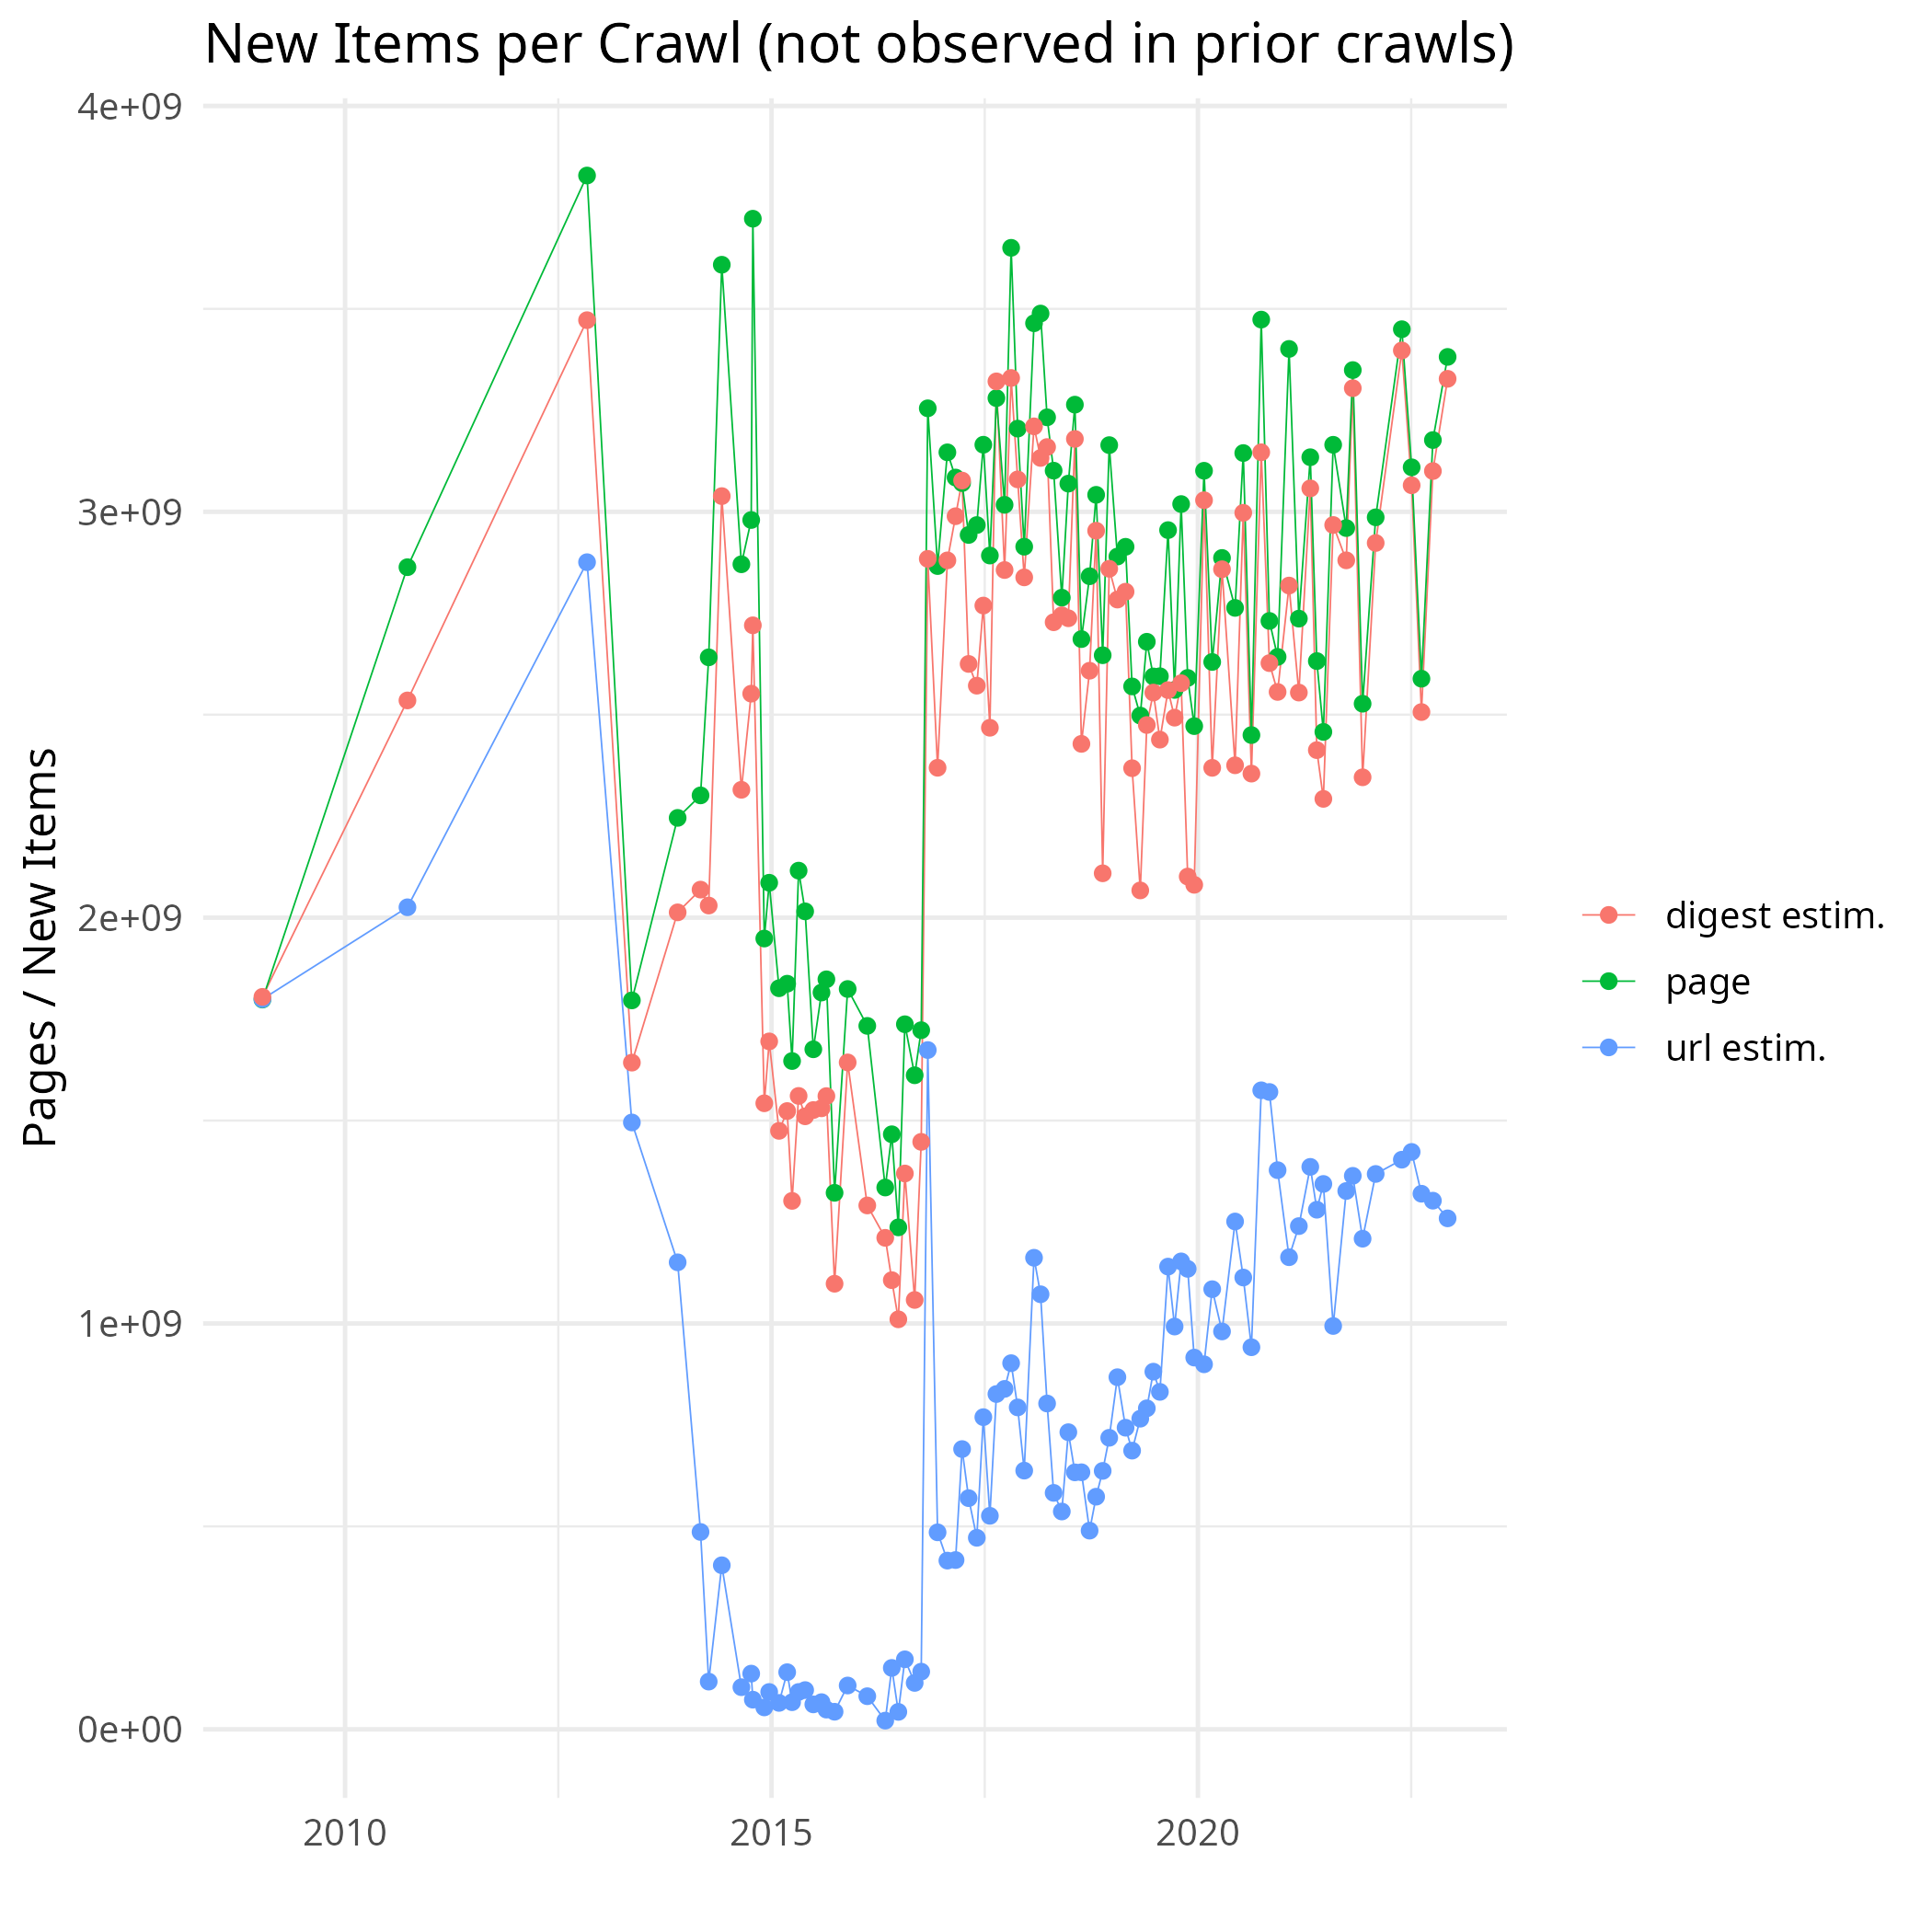 New Items per Crawl (not observed in prior crawls)
Pages / New Items
4e+09
3e+09
2e+09
1e+09
0e+00
2010
2015
2020
digest estim.
page
url estim.